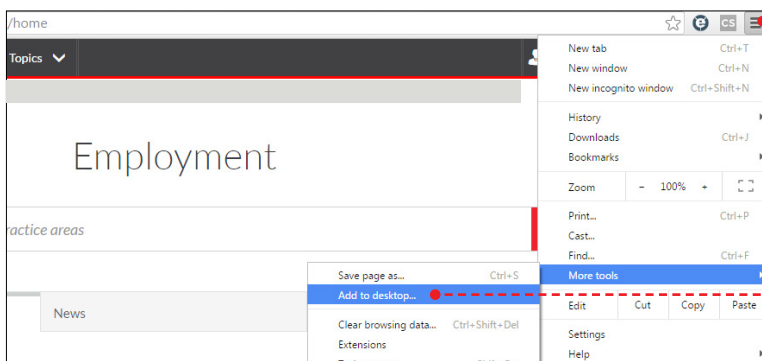 /home
CS
Topics
New tab Ctrl+T
New window Ctrl+N
New incognito window Ctrl+Shift+N
History
Downloads Ctrl+J
Bookmarks
Employment
Zoom - 100% +
Print... Ctrl+P
ractice areas
Cast...
Find... Ctrl+F
Save page as... Ctrl+S
More tools
Add to desktop...
Edit Cut Copy Paste
News
Clear browsing data... Ctrl+Shift+Del
Settings
Extensions
Help